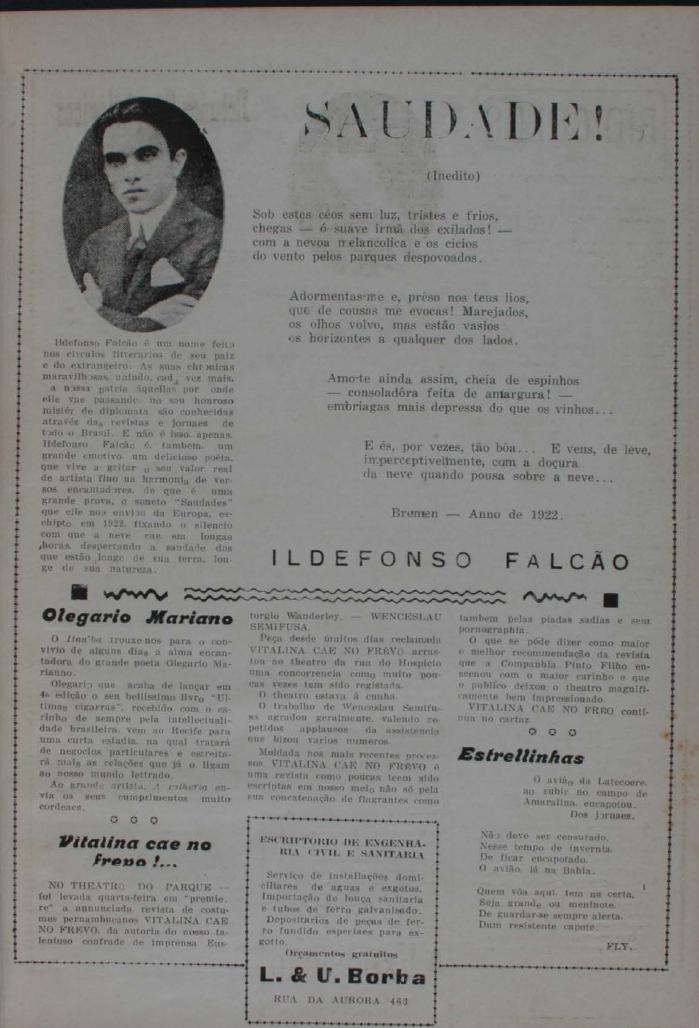 SAUDADE!
(Inedito)
Sob estes céos sem luz, tristes e frios,
chegas — ó suave irmã dos exilados! —
com a nevoa melancolica e os cicios
do vento pelos parques despovoados.
Adormentas-me e, prêso nos teus lios,
que de cousas me evocas! Marejados,
os olhos volvo, mas estão vasios
os horizontes a qualquer dos lados.
Amo-te ainda assim, cheia de espinhos
— consoladôra feita de amargura! —
embriagas mais depressa do que os vinhos...
E és, por vezes, tão bôa... E vens, de leve,
imperceptivelmente, com a doçura
da neve quando pousa sobre a neve...
Bremen — Anno de 1922.
ILDEFONSO FALCÃO
Ildefonso Falcão é um nome feito
nos circulos litterarios de seu paiz
e do extrangeiro. As suas chronicas
maravilhosas, unindo, cada vez mais,
a nossa patria áquellas por onde
elle vae passando no seu honroso
mistér de diplomata são conhecidas
através das revistas e jornaes de
todo o Brasil. E não é isso, apenas.
Ildefonso Falcão é, tambem, um
grande emotivo, um delicioso poéta,
que vive a gritar o seu valor real
de artista fino na harmonia de ver-
sos encantadores, de que é uma
grande prova, o soneto "Saudades"
que elle nos enviou da Europa, es-
chipto em 1922, fixando o silencio
com que a neve cae em longas
horas, despertando a saudade dos
que estão longe de sua terra, lon-
ge de sua natureza.
Olegario Mariano
O trouxe-nos para o con-
vivio de alguns dias a alma encan-
tadora do grande poeta Olegario Ma-
rianno.
Olegario que acaba de lançar em
4a edição o seu bellissimo livro "Ul-
timas cigarras", recebido com o ca-
rinho de sempre pela intellectuali-
dade brasileira, vem ao Recife para
uma curta estadia, na qual tratará
de negocios particulares e estreita-
rá mais as relações que já o ligam
ao nosso mundo lettrado.
Ao grande artista, A en-
via os seus cumprimentos muito
cordeaes.
Vitalina cae no
frevo !...
NO THEATRO DO PARQUE —
foi levada quarta-feira em "premie-
re" a annunciada revista de costu-
mes pernambucanos VITALINA CAE
NO FREVO, da autoria do nosso ta-
lentoso confrade de imprensa Eus-
torgio Wanderley. — WENCESLAU
SEMIFUSA.
Peça desde muitos dias reclamada
VITALINA CAE NO FRÊVO arras-
tou ao theatro da rua do Hospicio
uma concorrencia como muito pou-
cas vezes tem sido registada.
O theatro estava á cunha.
O trabalho de Wenceslau Semifu-
sa agradou geralmente, valendo re-
petidos applausos da assistencia
que bizou varios numeros.
Moldada nos mais recentes proces-
sos VITALINA CAE NO FREVO é
uma revista como poucas teem sido
escriptas em nosso meio não só pela
sua concatenação de flagrantes como
tambem pelas piadas sadias e sem
pornographia.
O que se póde dizer como maior
e melhor recommendação da revista
que a Companhia Pinto Filho en-
scenou com o maior carinho e que
o publico deixou o theatro magnifi-
camente bem impressionado.
VITALINA CAE NO FREO conti-
nua no cartaz.
Estrellinhas
O avião da Latecoere,
ao subir no campo de
Amaralina, encapotou.
Dos jornaes.
Não deve ser censurado,
Nesse tempo de invernia,
De ficar encapotado,
O avião, lá na Bahia.
Quem vôa aqui, tem na certa,
Seja grande ou meninote,
De guardar-se sempre alerta,
Dum resistente capote.
FLY.
ESCRIPTORIO DE ENGENHA-
RIA CIVIL E SANITARIA
Serviço de installações domi-
ciliares de aguas e exgotos.
Importação de louça sanitaria
e tubos de ferro galvanisado.
Depositarios de peças de fer-
ro fundido especiaes para ex-
gotto.
Orçamentos gratuitos
L. & U. Borba
RUA DA AURORA 463